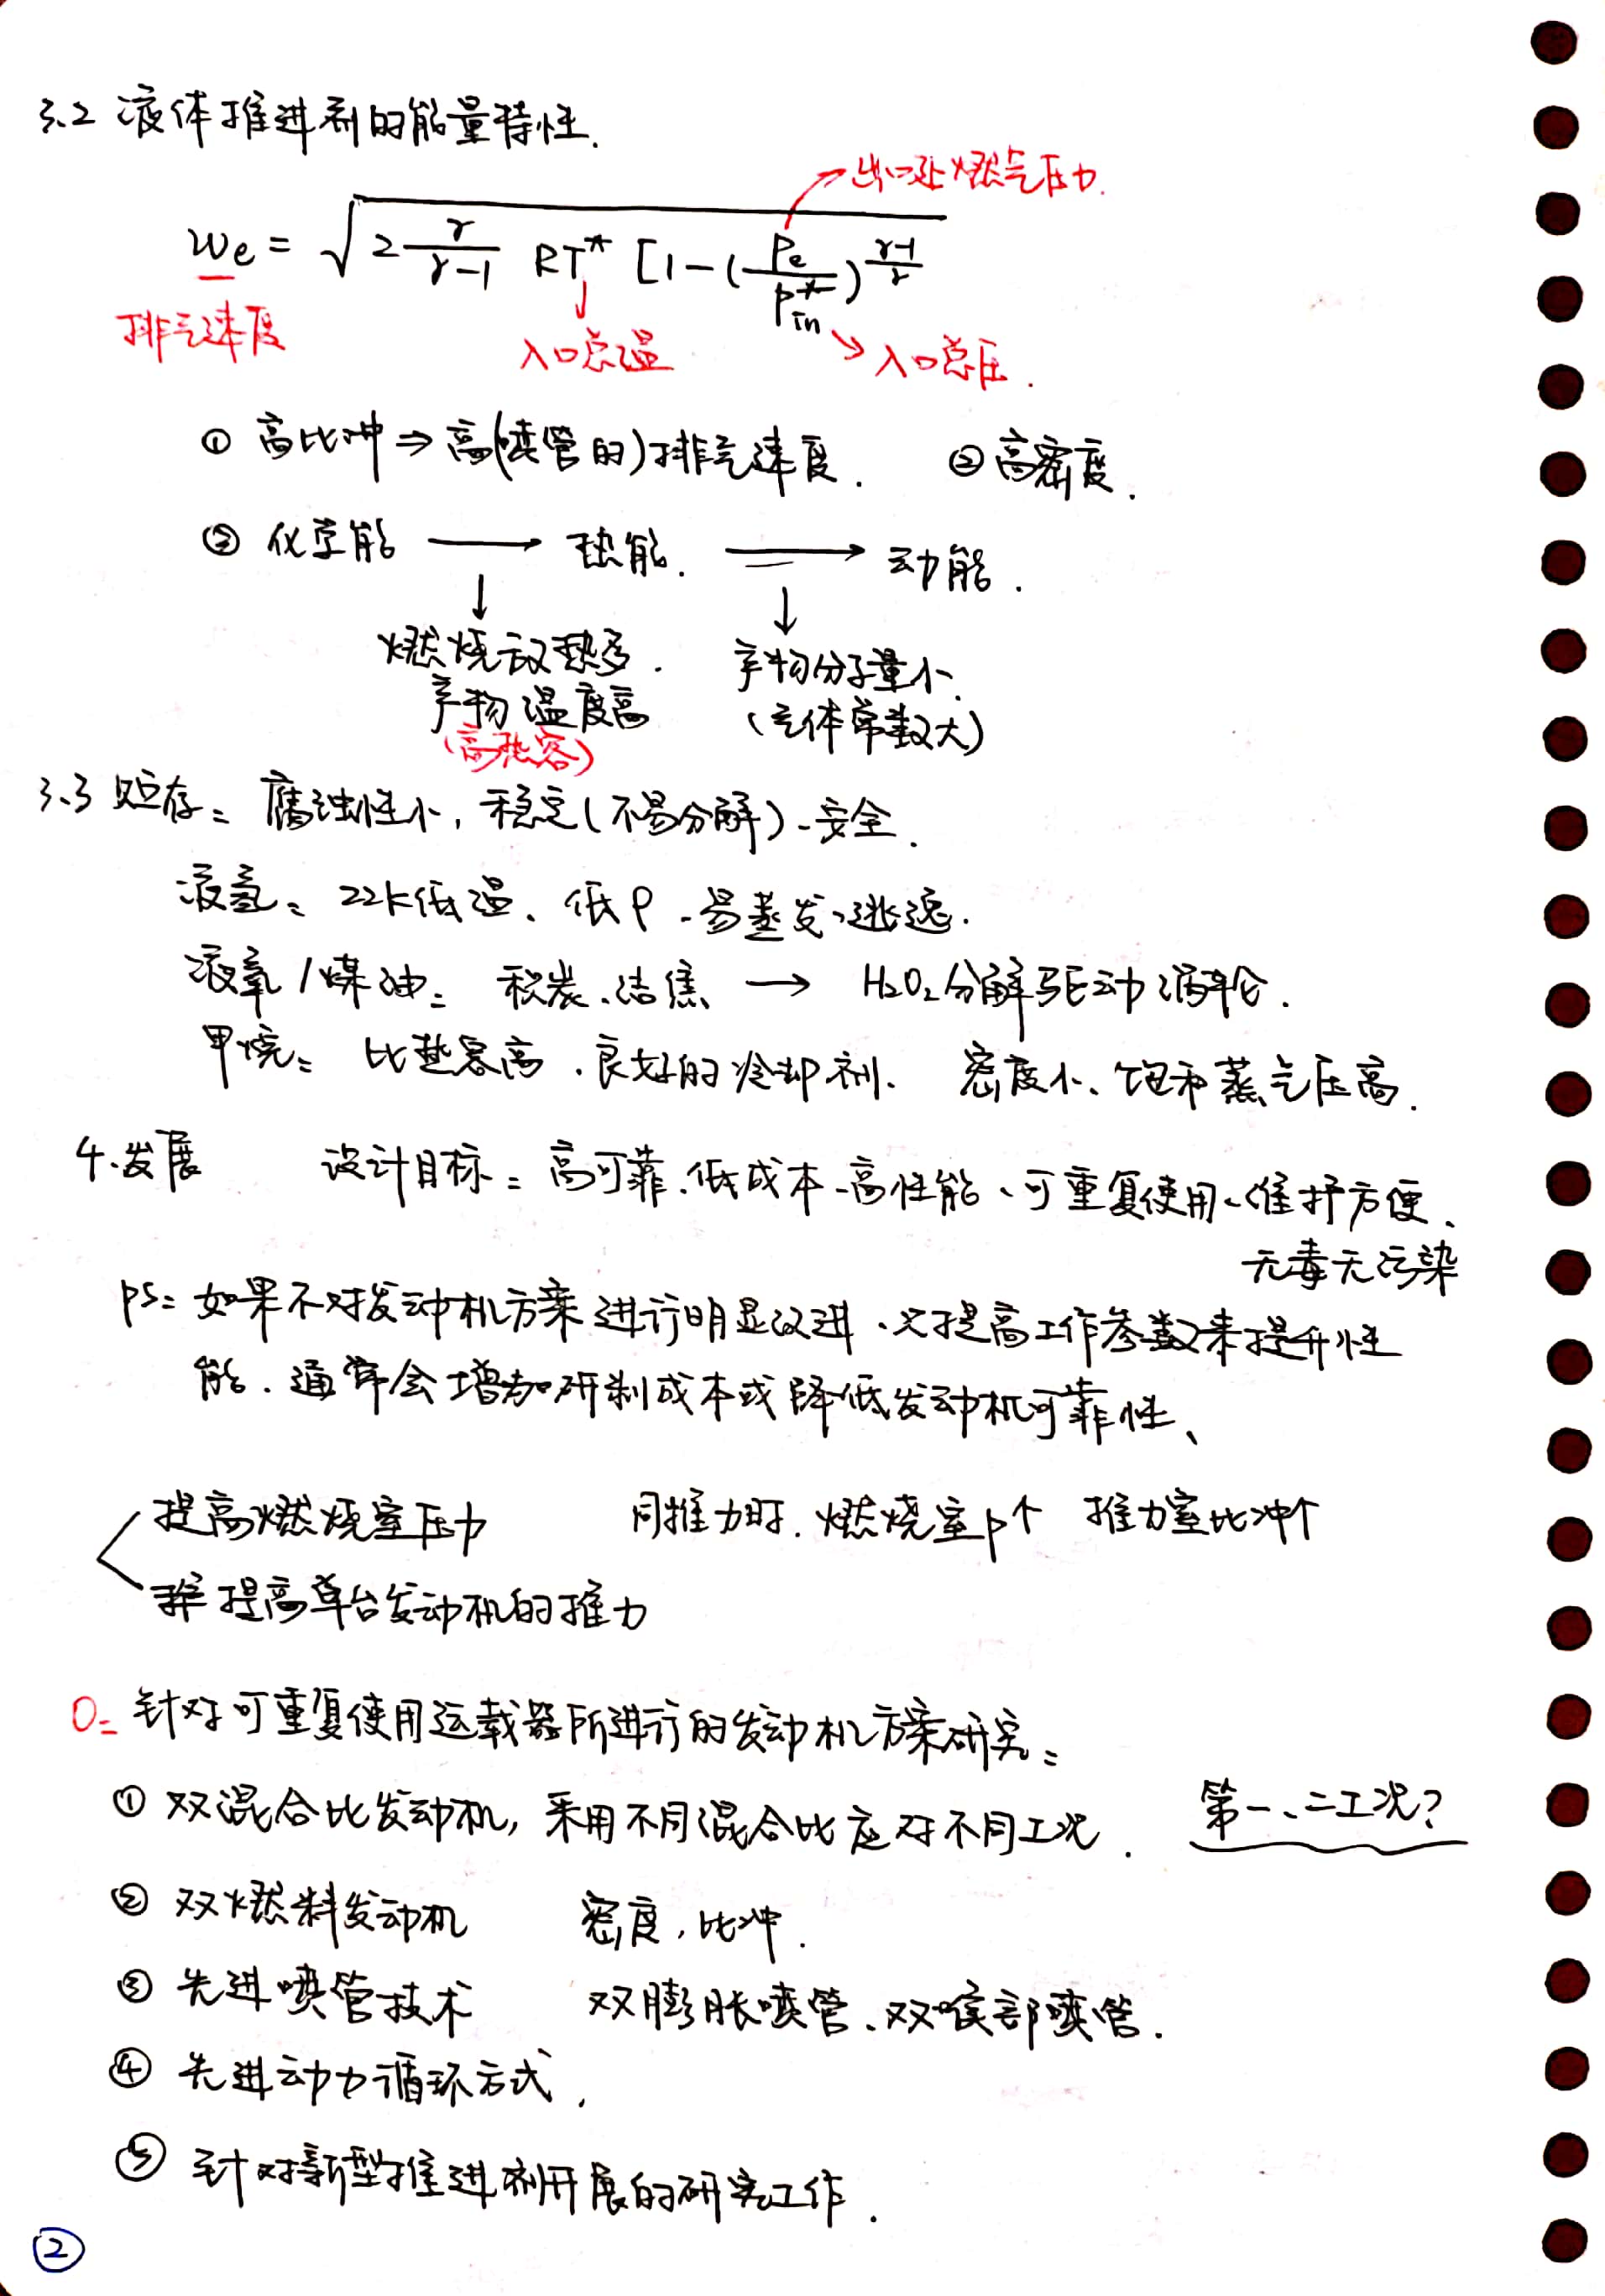 3.2 液体推进剂的能量特性.
→出口处燃气压力.
We = √(2 γ/(γ-1) RT* [1-(Pe/P*in)^((γ-1)/γ)
排气速度 入口总温 入口总压.
① 高比冲 ⇒ 高(喷管的)排气速度. ② 高密度.
③ 化学能 → 热能. → 动能.
↓ ↓
燃烧放热多. 产物分子量小.
产物温度高 (气体常数大)
(高热容)
3.3 贮存: 腐蚀性小, 稳定(不易分解)、安全.
液氢: 22K低温、低ρ、易蒸发、逃逸.
液氧/煤油: 积炭、结焦 → H₂O₂分解驱动涡轮.
甲烷: 比热容高、良好的冷却剂、 密度小、饱和蒸气压高.
4.发展 设计目标: 高可靠、低成本、高性能、可重复使用、维护方便、
无毒无污染
PS: 如果不对发动机方案进行明显改进、只提高工作参数来提升性
能、通常会增加研制成本或降低发动机可靠性、
提高燃烧室压力 同推力时、燃烧室p↑ 推力室比冲↑
提高单台发动机的推力
O: 针对可重复使用运载器所进行的发动机方案研究:
① 双混合比发动机, 采用不同混合比应对不同工况. 第一、二工况?
② 双燃料发动机 密度, 比冲.
③ 先进喷管技术 双膨胀喷管、双喉部喷管.
④ 先进动力循环方式.
⑤ 针对新型推进剂开展的研究工作.
②